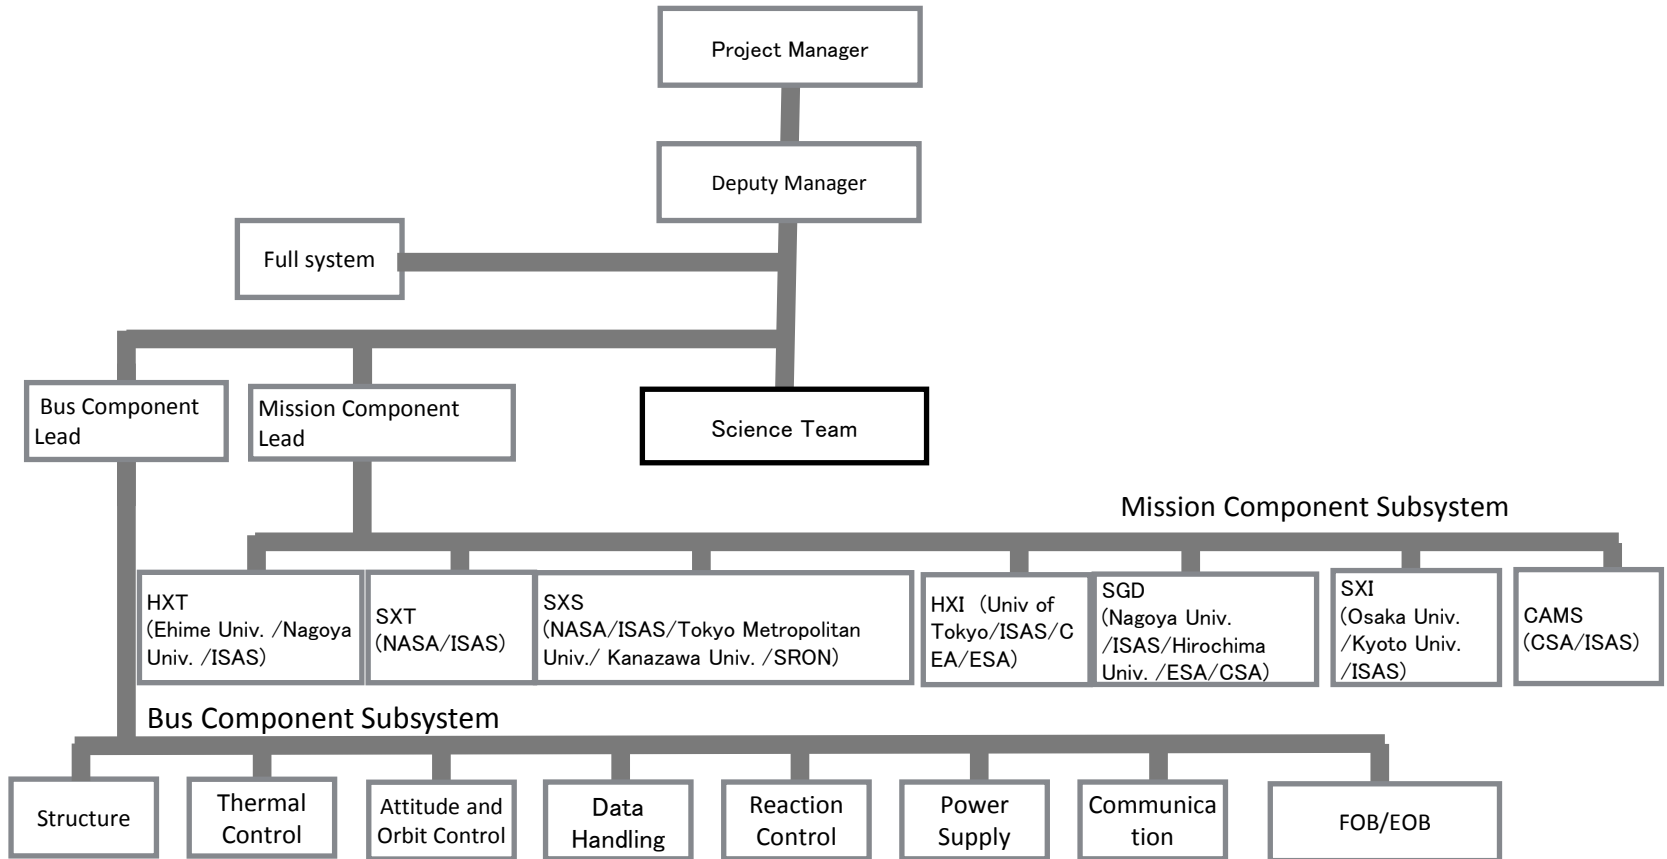 Project Manager
Deputy Manager
Full system
Bus Component
Lead
Mission Component
Lead
Science Team
Mission Component Subsystem
HXT
(Ehime Univ. /Nagoya
Univ. /ISAS)
SXT
(NASA/ISAS)
SXS
(NASA/ISAS/Tokyo Metropolitan
Univ./ Kanazawa Univ. /SRON)
HXI (Univ of
Tokyo/ISAS/C
EA/ESA)
SGD
(Nagoya Univ.
/ISAS/Hirochima
Univ. /ESA/CSA)
SXI
(Osaka Univ.
/Kyoto Univ.
/ISAS)
CAMS
(CSA/ISAS)
Bus Component Subsystem
Structure
Thermal
Control
Attitude and
Orbit Control
Data
Handling
Reaction
Control
Power
Supply
Communica
tion
FOB/EOB